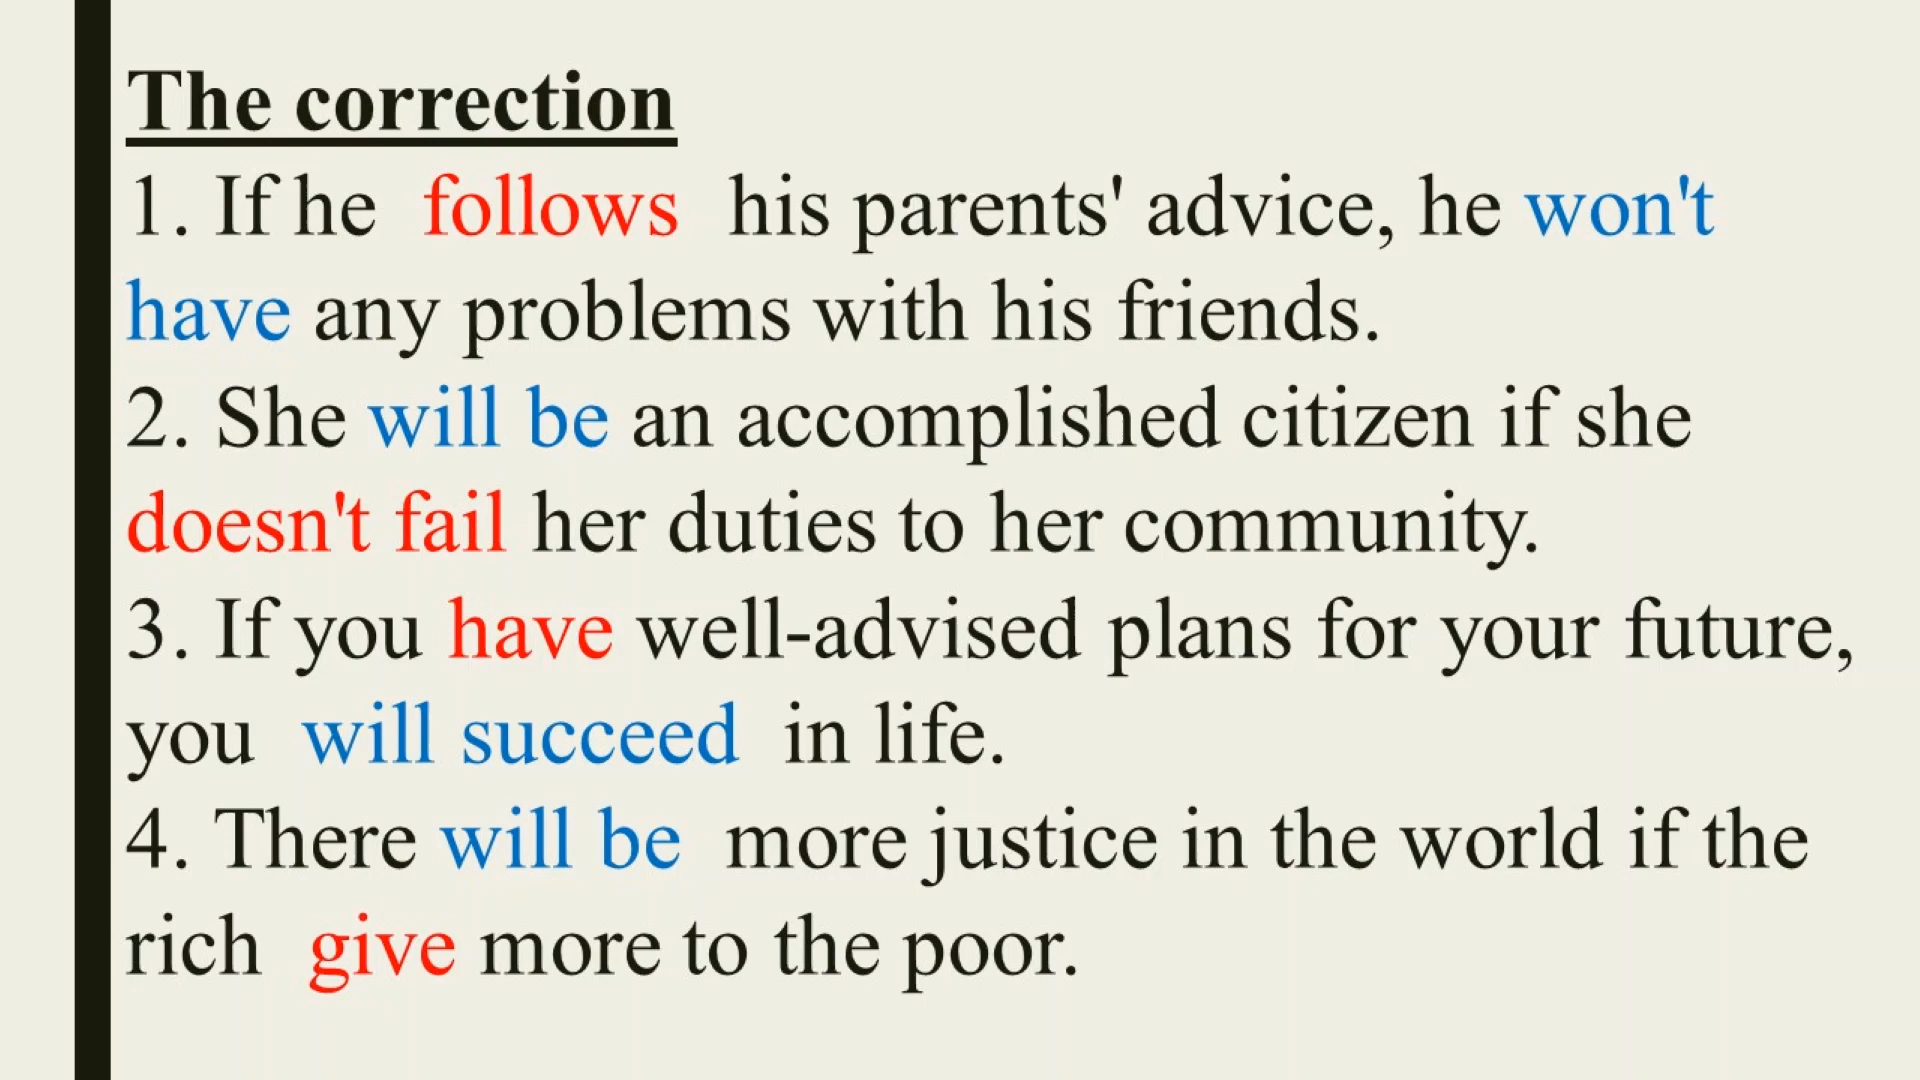 The correction
1. If he follows his parents' advice, he won't
have any problems with his friends.
2. She will be an accomplished citizen if she
doesn't fail her duties to her community.
3. If you have well-advised plans for your future,
you will succeed in life.
4. There will be more justice in the world if the
rich give more to the poor.